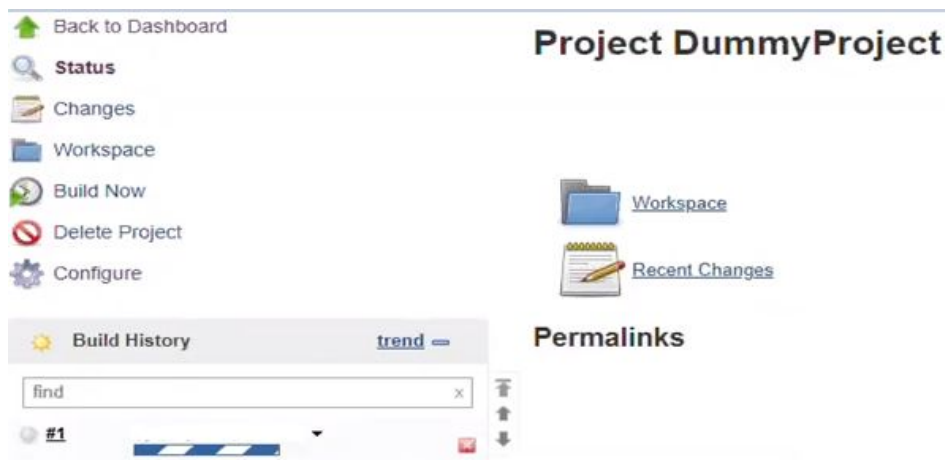 Back to Dashboard
Status
Changes
Workspace
Build Now
Delete Project
Configure
Build History trend
find x
#1
Project DummyProject
Workspace
Recent Changes
Permalinks